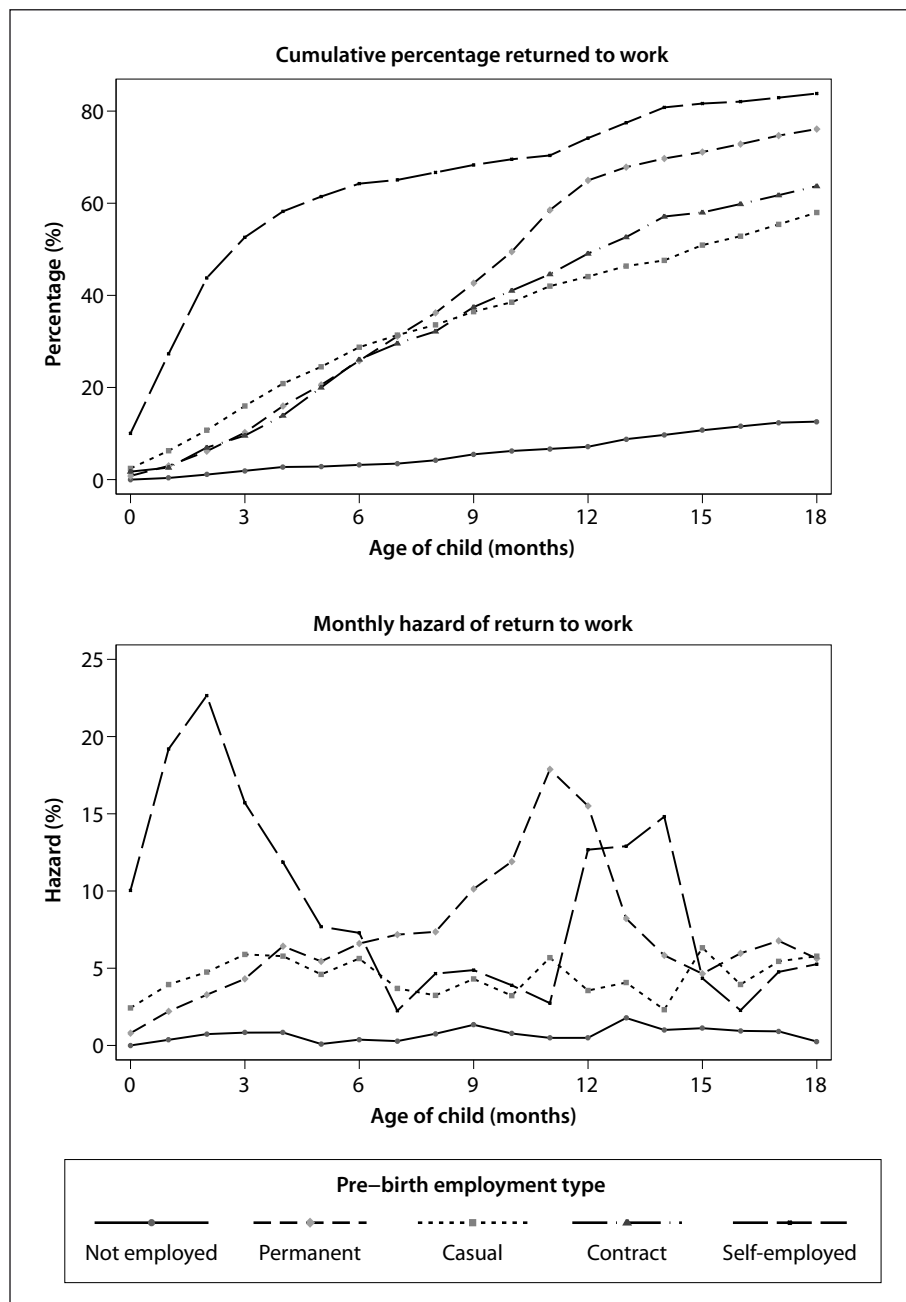 Cumulative percentage returned to work
80
60
40
20
0
Percentage (%)
0 3 6 9 12 15 18
Age of child (months)
Monthly hazard of return to work
25
20
15
10
5
0
Hazard (%)
0 3 6 9 12 15 18
Age of child (months)
Pre−birth employment type
Not employed Permanent Casual Contract Self-employed